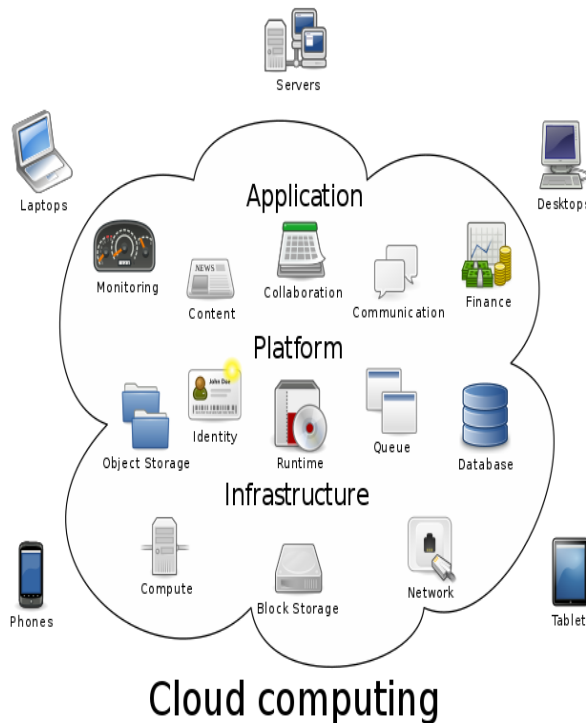 Servers
Laptops
Desktops
Application
Monitoring
Content
NEWS
Collaboration
Communication
Finance
Platform
John Doe
Object Storage
Identity
Runtime
Queue
Database
Infrastructure
Compute
Block Storage
Network
Phones
Tablet
Cloud computing